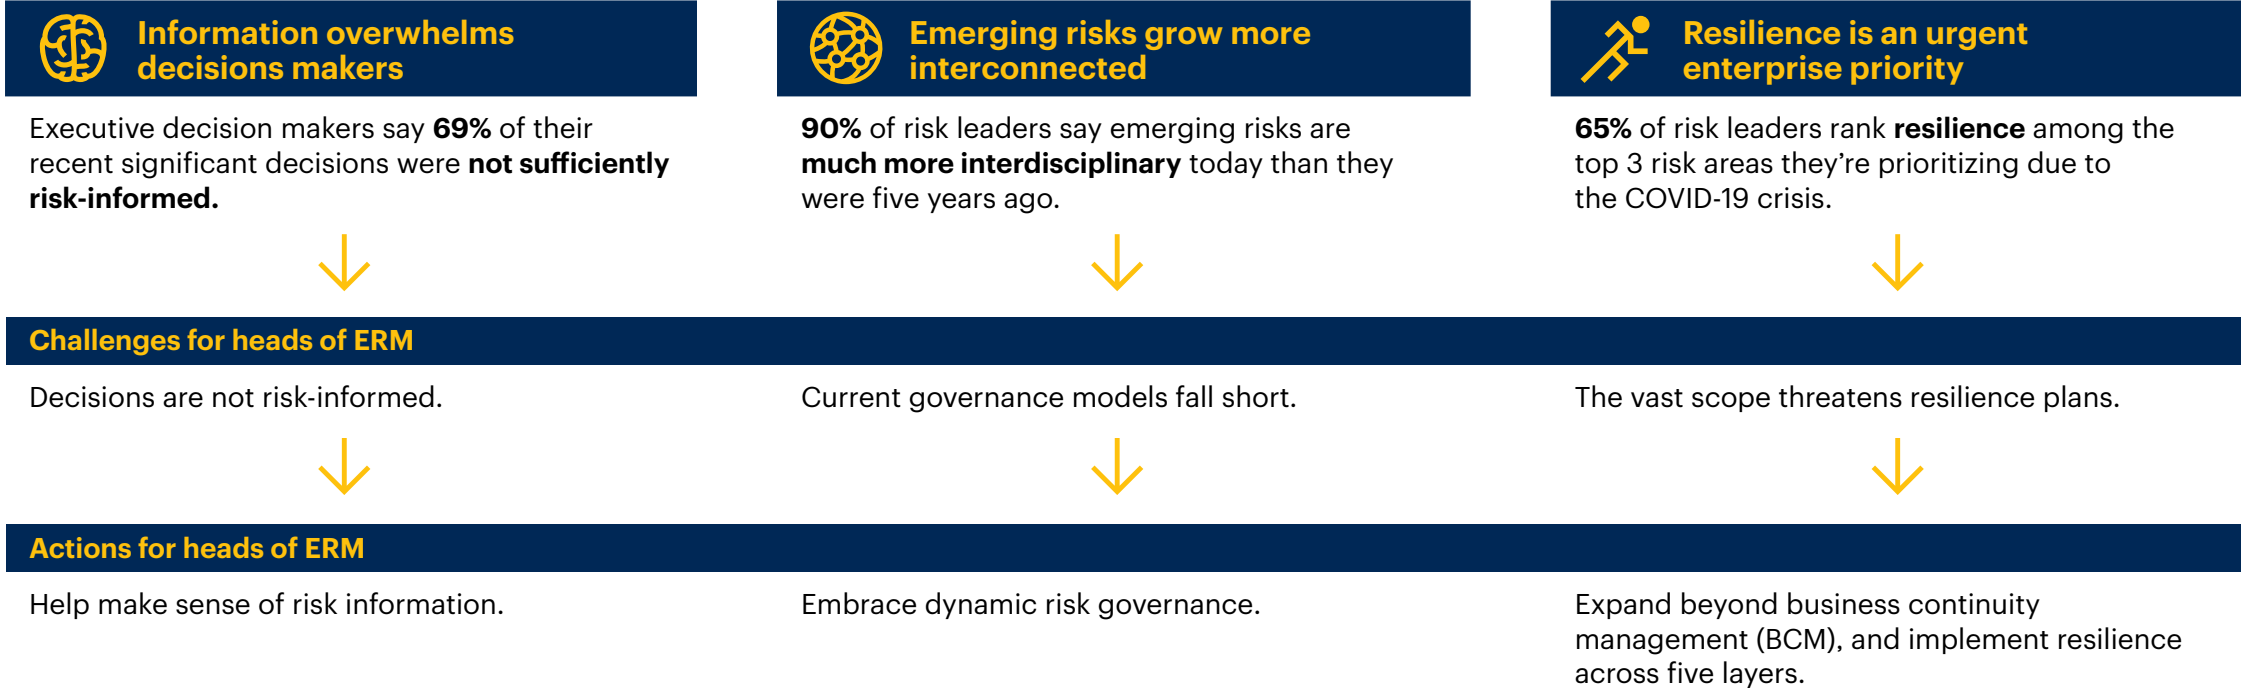 Information overwhelms
decisions makers
Executive decision makers say 69% of their
recent significant decisions were not sufficiently
risk-informed.
Emerging risks grow more
interconnected
90% of risk leaders say emerging risks are
much more interdisciplinary today than they
were five years ago.
Resilience is an urgent
enterprise priority
65% of risk leaders rank resilience among the
top 3 risk areas they’re prioritizing due to
the COVID-19 crisis.
Challenges for heads of ERM
Decisions are not risk-informed.
Current governance models fall short.
The vast scope threatens resilience plans.
Actions for heads of ERM
Help make sense of risk information.
Embrace dynamic risk governance.
Expand beyond business continuity
management (BCM), and implement resilience
across five layers.